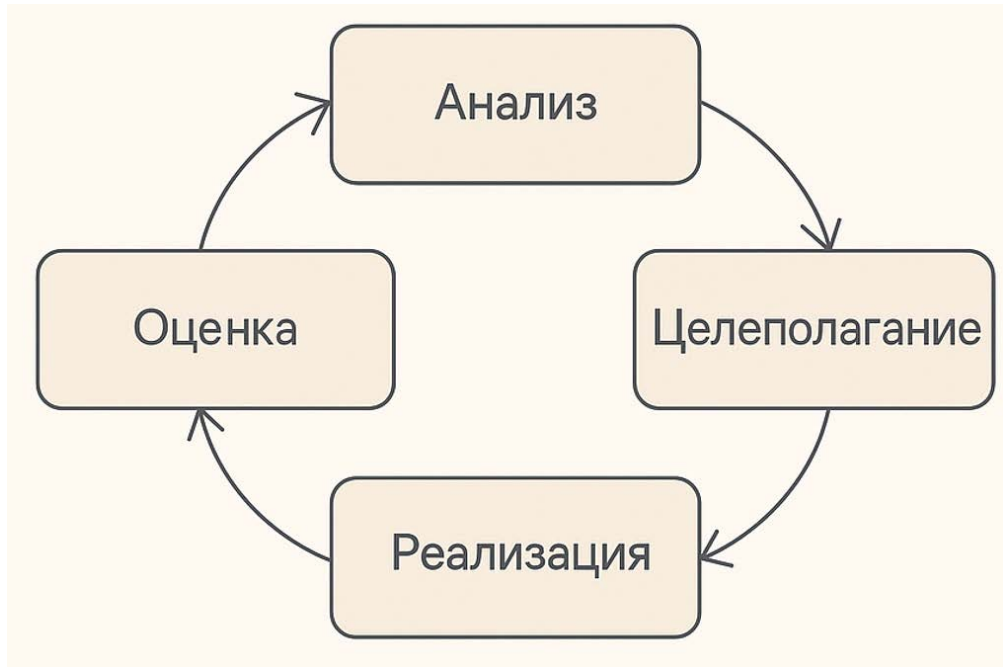 Анализ
Целеполагание
Реализация
Оценка